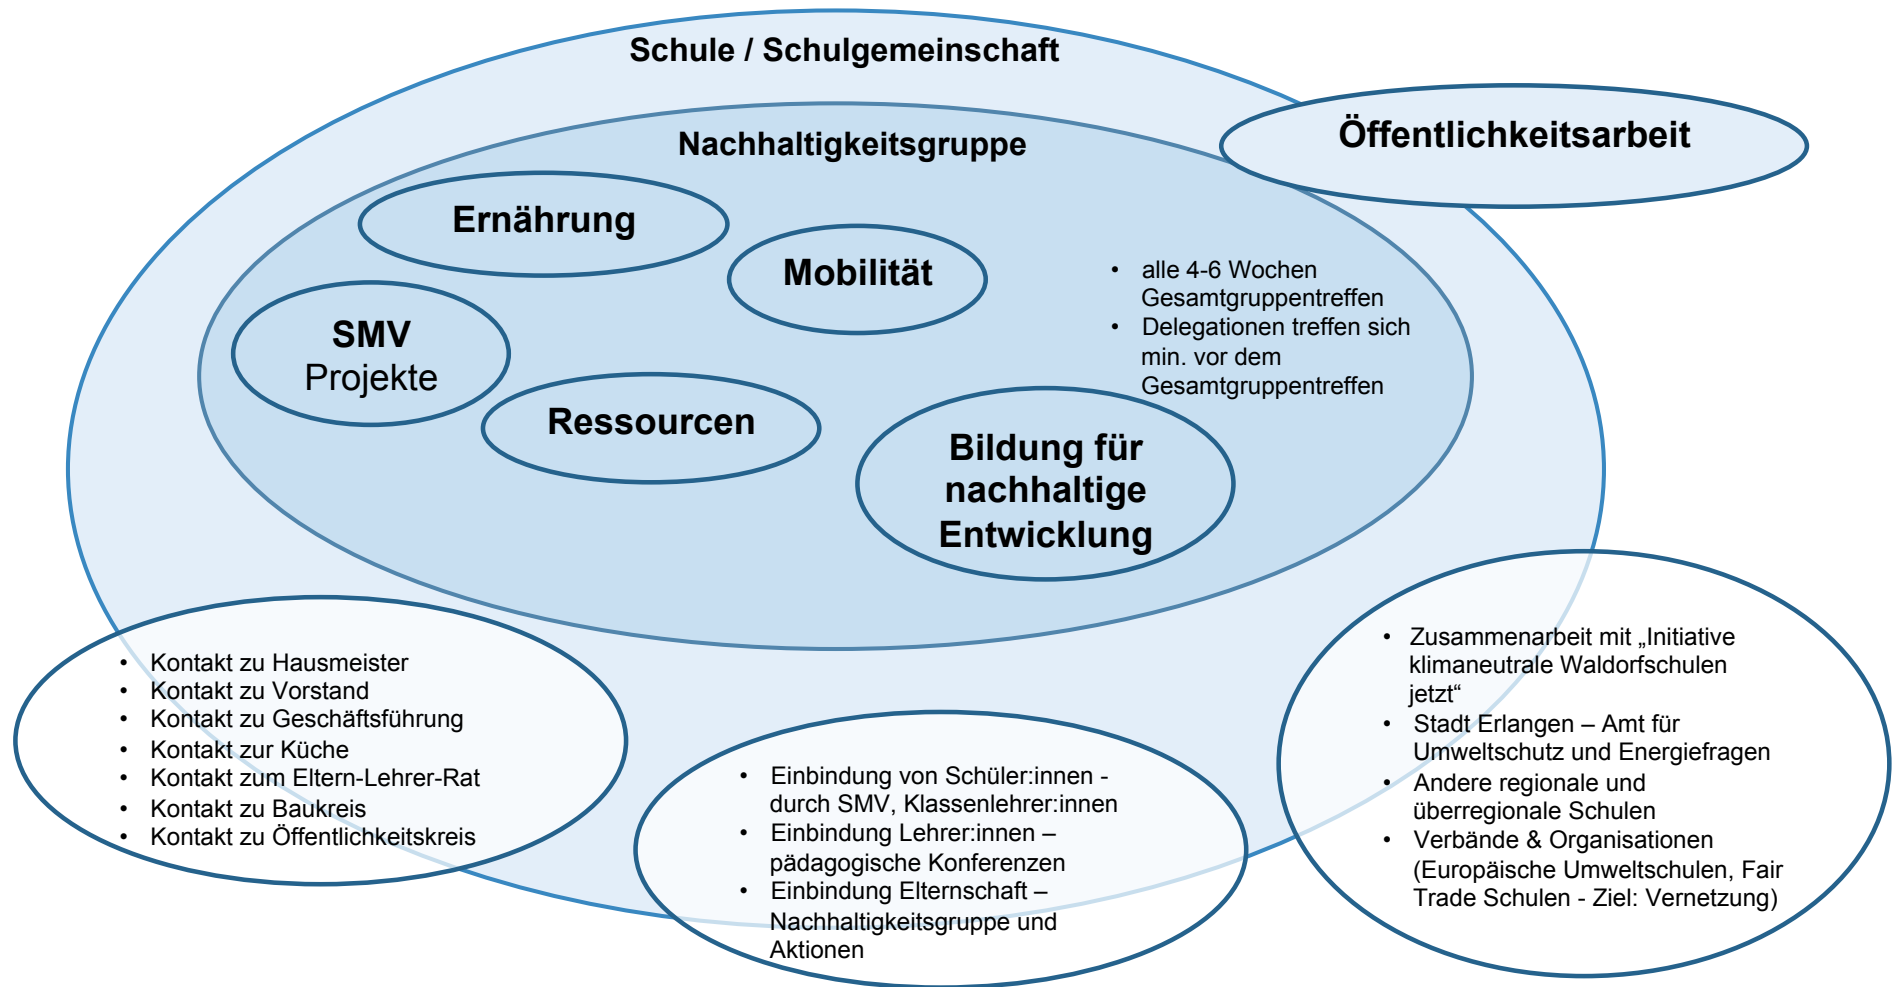 Schule / Schulgemeinschaft
Öffentlichkeitsarbeit
Nachhaltigkeitsgruppe
Ernährung
Mobilität
SMV
Projekte
Ressourcen
Bildung für
nachhaltige
Entwicklung
• alle 4-6 Wochen
Gesamtgruppentreffen
• Delegationen treffen sich
min. vor dem
Gesamtgruppentreffen
• Kontakt zu Hausmeister
• Kontakt zu Vorstand
• Kontakt zu Geschäftsführung
• Kontakt zur Küche
• Kontakt zum Eltern-Lehrer-Rat
• Kontakt zu Baukreis
• Kontakt zu Öffentlichkeitskreis
• Einbindung von Schüler:innen -
durch SMV, Klassenlehrer:innen
• Einbindung Lehrer:innen –
pädagogische Konferenzen
• Einbindung Elternschaft –
Nachhaltigkeitsgruppe und
Aktionen
• Zusammenarbeit mit „Initiative
klimaneutrale Waldorfschulen
jetzt“
• Stadt Erlangen – Amt für
Umweltschutz und Energiefragen
• Andere regionale und
überregionale Schulen
• Verbände & Organisationen
(Europäische Umweltschulen, Fair
Trade Schulen - Ziel: Vernetzung)